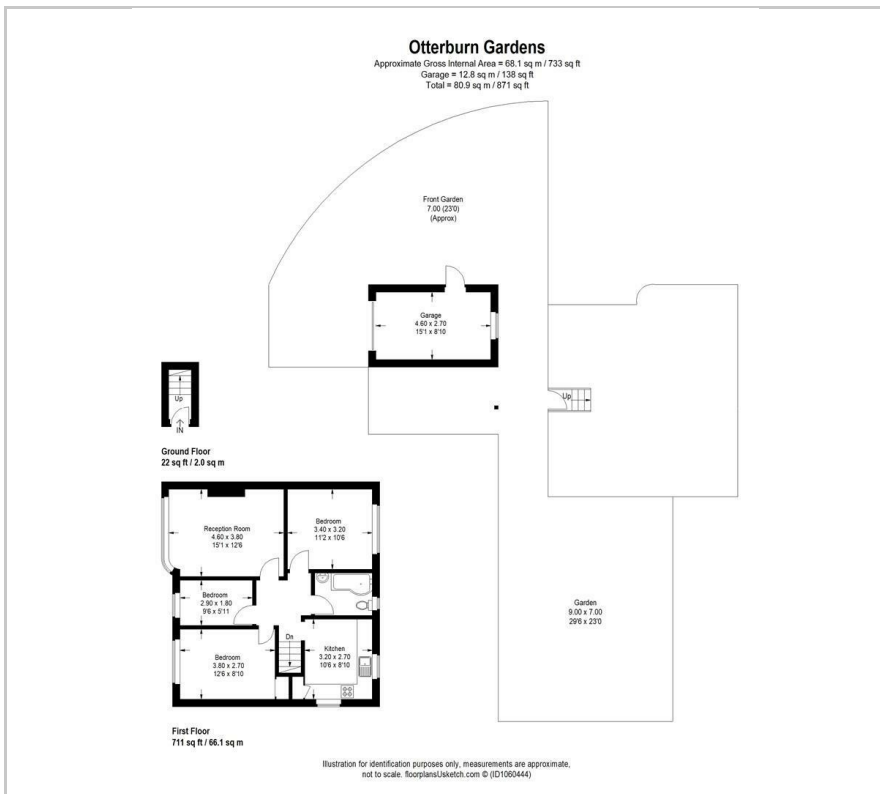 Otterburn Gardens
Approximate Gross Internal Area = 68.1 sq m / 733 sq ft
Garage = 12.8 sq m / 138 sq ft
Total = 80.9 sq m / 871 sq ft
Front Garden
7.00 (23'0)
(Approx)
Garage
4.60 x 2.70
15'1 x 8'10
Up
Up
IN
Ground Floor
22 sq ft / 2.0 sq m
Reception Room
4.60 x 3.80
15'1 x 12'6
Bedroom
3.40 x 3.20
11'2 x 10'6
Bedroom
2.90 x 1.80
9'6 x 5'11
Bedroom
3.80 x 2.70
12'6 x 8'10
Dn
Kitchen
3.20 x 2.70
10'6 x 8'10
Garden
9.00 x 7.00
29'6 x 23'0
First Floor
711 sq ft / 66.1 sq m
Illustration for identification purposes only, measurements are approximate,
not to scale. floorplansUsketch.com © (ID1060444)